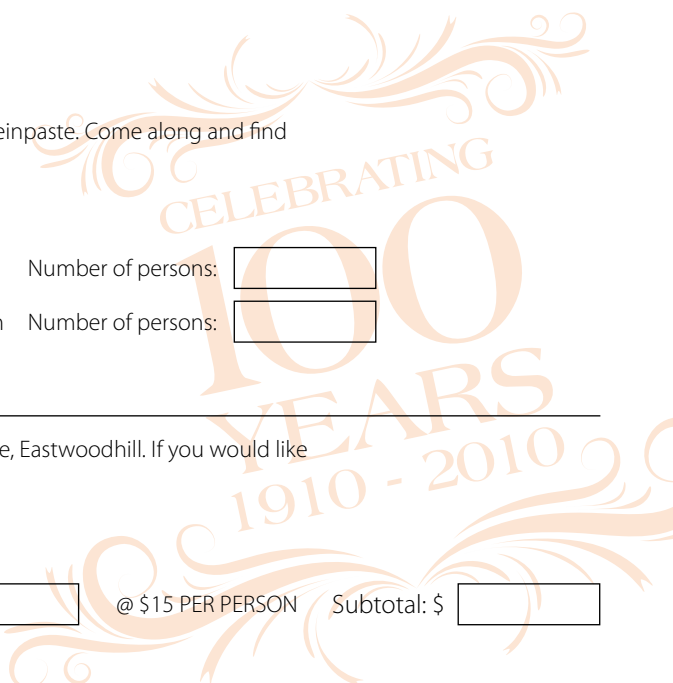 einpaste. Come along and find
CELEBRATING
100
Number of persons:
n Number of persons:
YEARS
e, Eastwoodhill. If you would like
1910 - 2010
@ $15 PER PERSON Subtotal: $